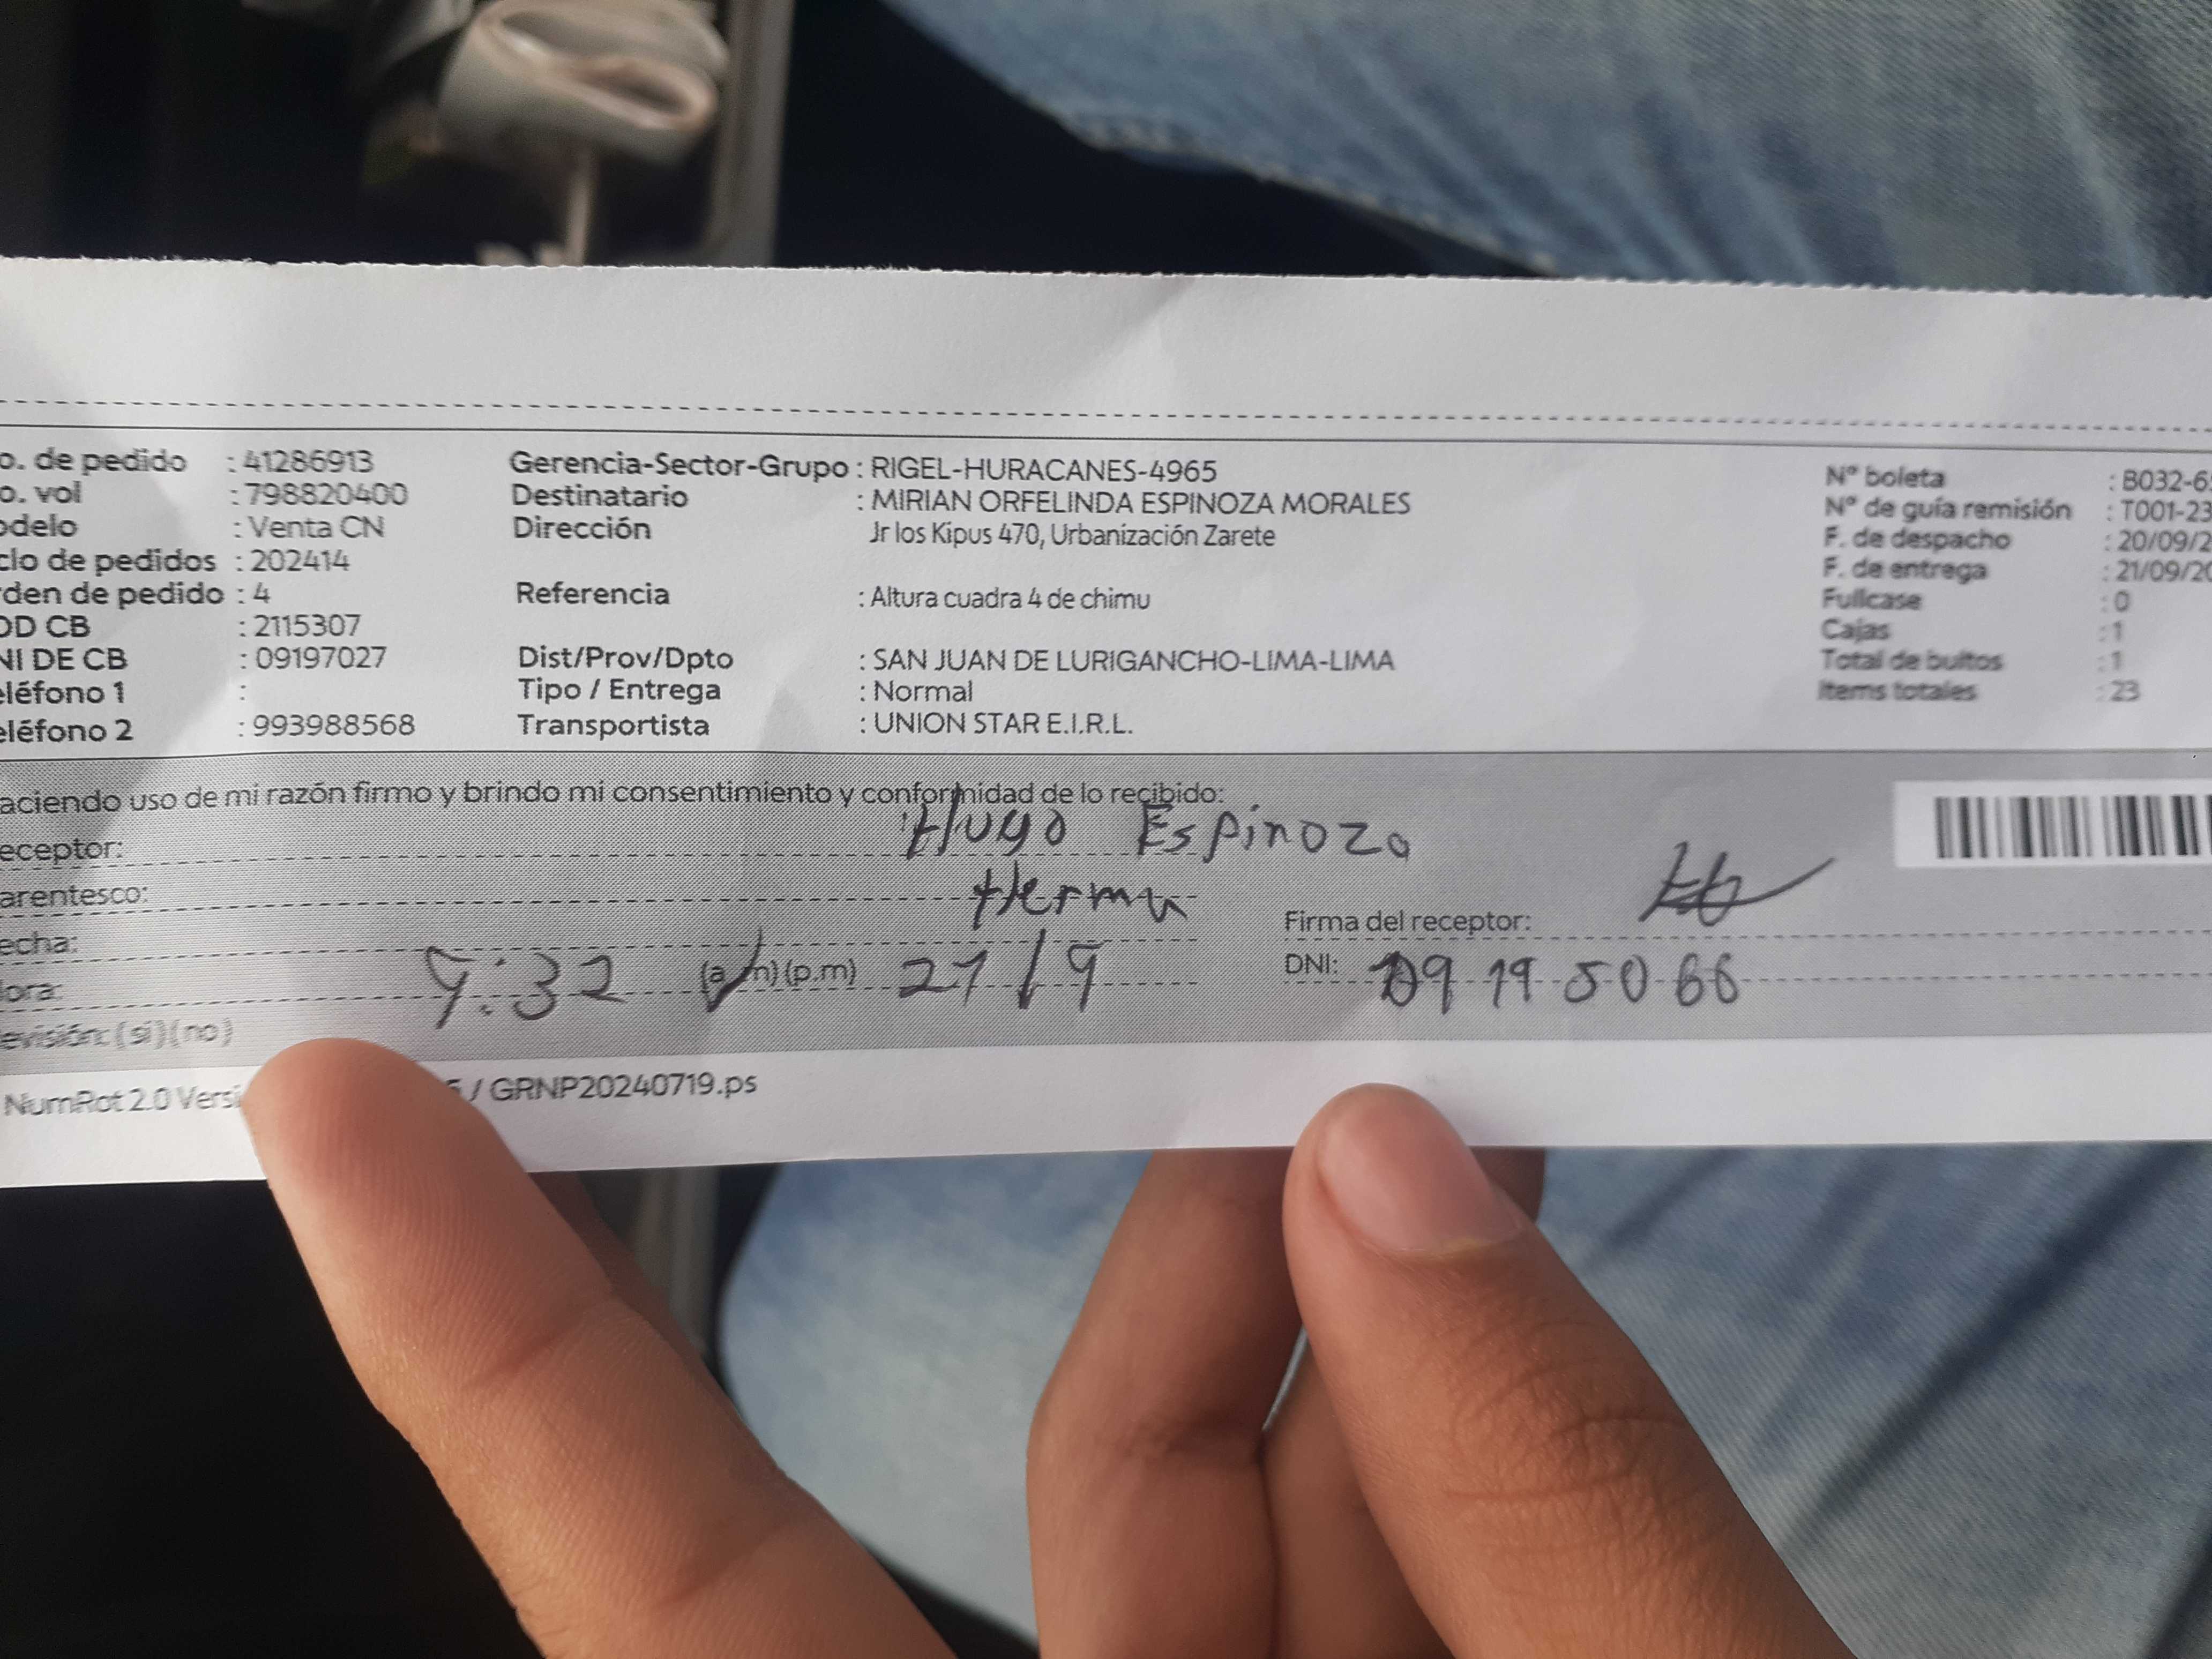 o. de pedido : 41286913 Gerencia-Sector-Grupo : RIGEL-HURACANES-4965 N° boleta : B032-6
o. vol : 798820400 Destinatario : MIRIAN ORFELINDA ESPINOZA MORALES N° de guía remisión : T001-23
odelo : Venta CN Dirección Jr los Kipus 470, Urbanización Zarete F. de despacho : 20/09/2
clo de pedidos : 202414 F. de entrega : 21/09/20
rden de pedido : 4 Referencia : Altura cuadra 4 de chimu Fullcase : 0
OD CB : 2115307 Cajas : 1
NI DE CB : 09197027 Dist/Prov/Dpto : SAN JUAN DE LURIGANCHO-LIMA-LIMA Total de bultos : 1
eléfono 1 : Tipo / Entrega : Normal Items totales : 23
eléfono 2 : 993988568 Transportista : UNION STAR E.I.R.L.
aciendo uso de mi razón firmo y brindo mi consentimiento y conformidad de lo recibido:
eceptor: Hugo Espinoza
arentesco: Herma
echa: Firma del receptor:
ora: 9:32 (a.m) (p.m) 21/9 DNI: 09195066
evisión: (si) (no)
NumRot 2.0 Versi 5 / GRNP20240719.ps